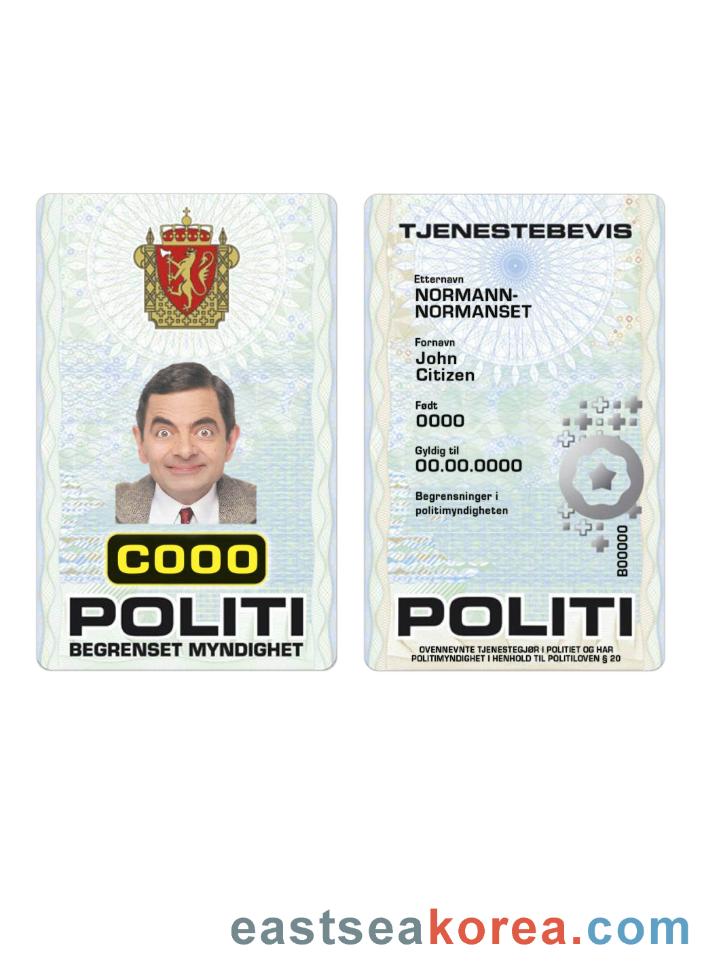 C000
POLITI
BEGRENSET MYNDIGHET
TJENESTEBEVIS
Etternavn
NORMANN-
NORMANSET
Fornavn
John
Citizen
Født
0000
Gyldig til
00.00.0000
Begrensninger i
politimyndigheten
B00000
POLITI
OVENNEVNTE TJENESTEGJØR I POLITIET OG HAR
POLITIMYNDIGHET I HENHOLD TIL POLITILOVEN § 20
eastseakorea.com